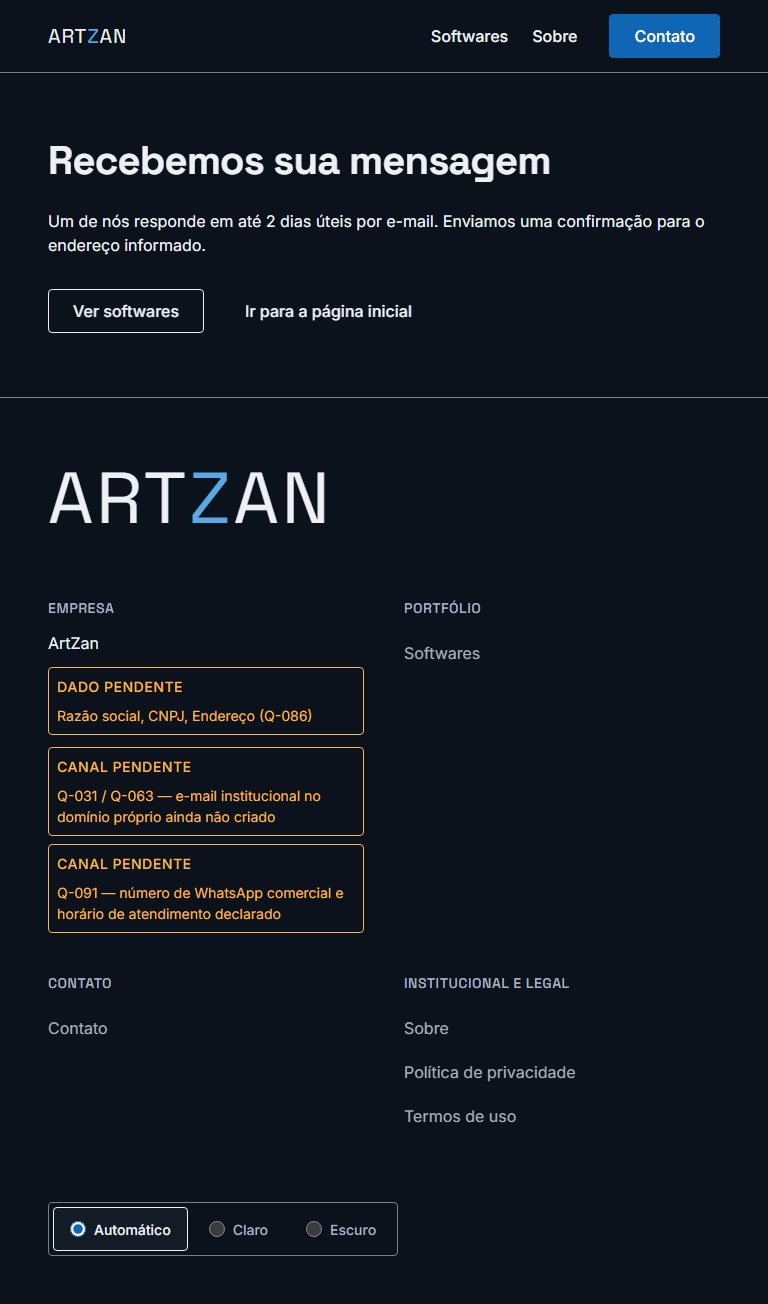 ARTZAN
Softwares
Sobre
Contato
Recebemos sua mensagem
Um de nós responde em até 2 dias úteis por e-mail. Enviamos uma confirmação para o
endereço informado.
Ver softwares
Ir para a página inicial
ARTZAN
EMPRESA
ArtZan
DADO PENDENTE
Razão social, CNPJ, Endereço (Q-086)
CANAL PENDENTE
Q-031 / Q-063 — e-mail institucional no
domínio próprio ainda não criado
CANAL PENDENTE
Q-091 — número de WhatsApp comercial e
horário de atendimento declarado
PORTFÓLIO
Softwares
CONTATO
Contato
INSTITUCIONAL E LEGAL
Sobre
Política de privacidade
Termos de uso
Automático
Claro
Escuro